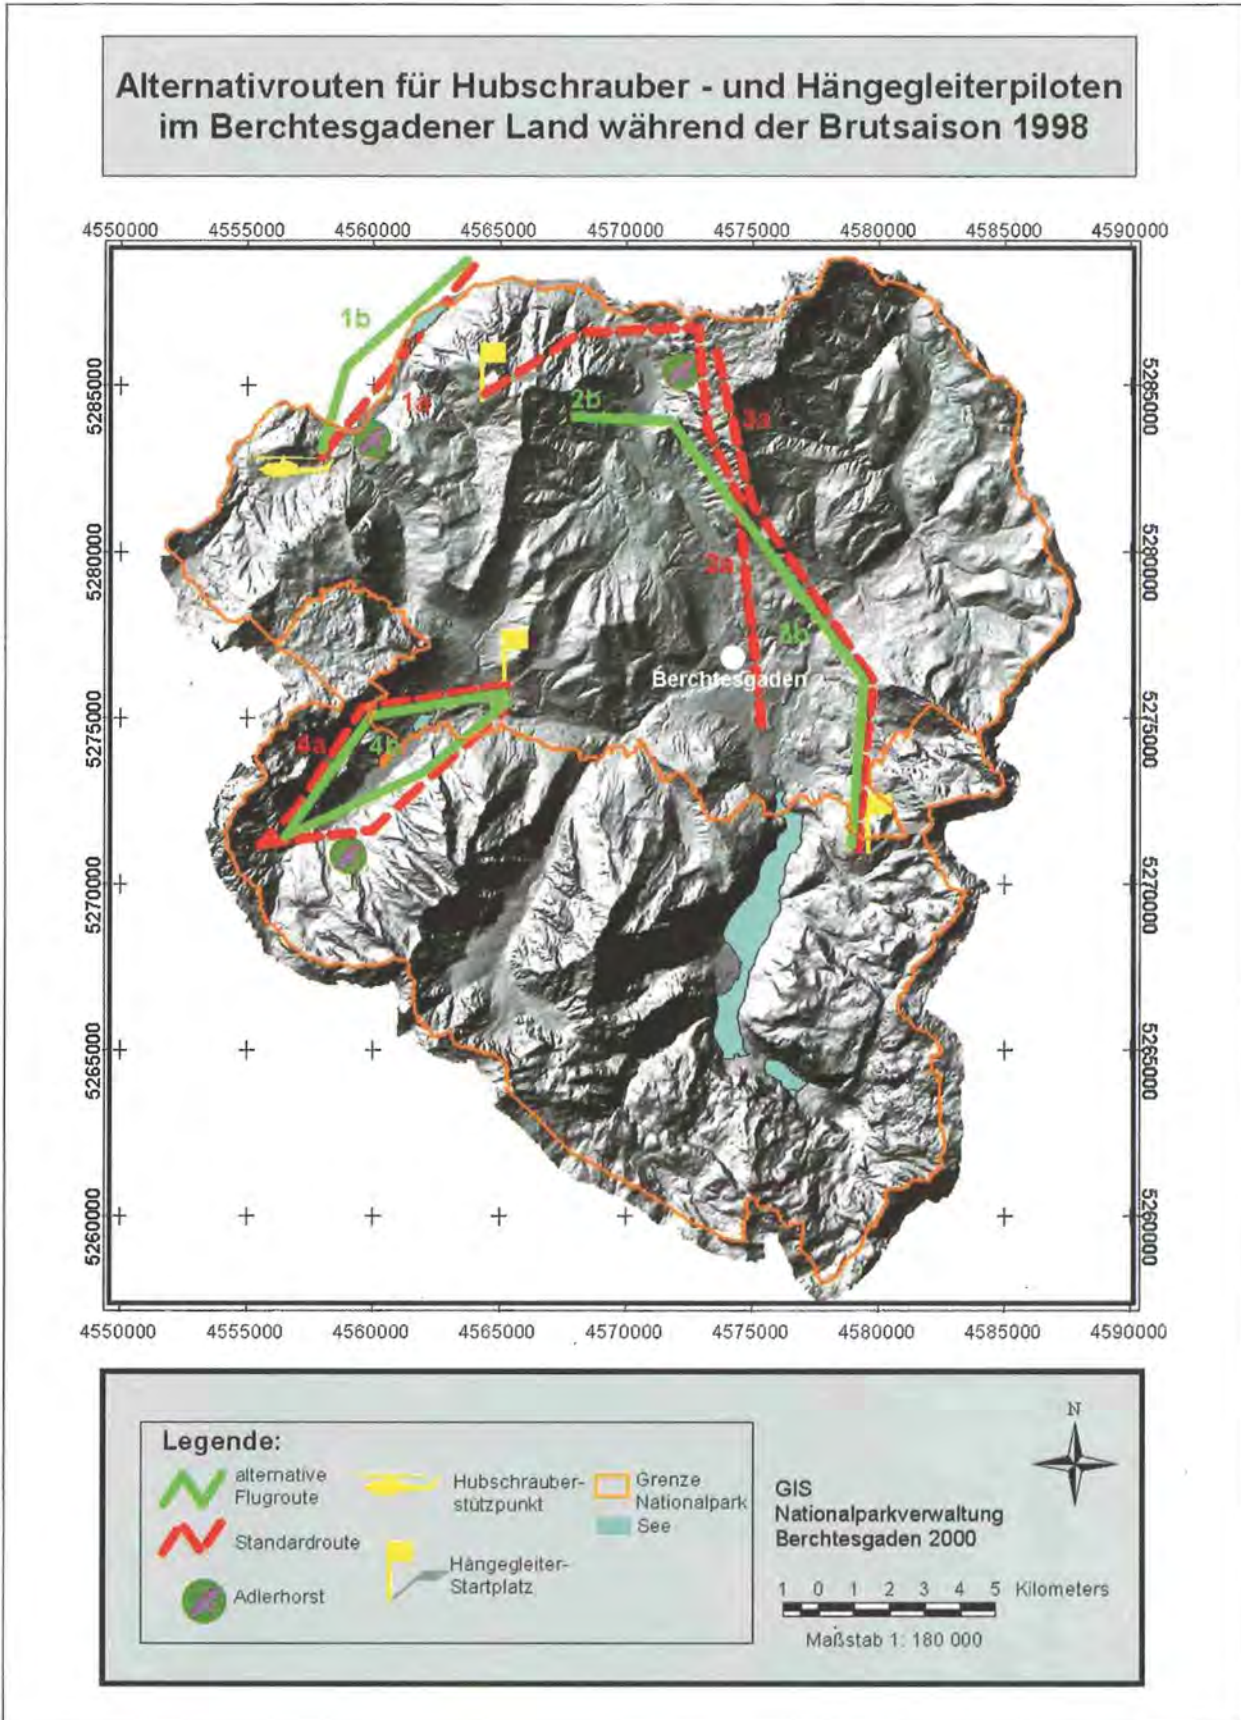 Alternativrouten für Hubschrauber - und Hängegleiterpiloten
im Berchtesgadener Land während der Brutsaison 1998
4550000 4555000 4560000 4565000 4570000 4575000 4580000 4585000 4590000
1b
5285000
5285000
1a
2b
3a
5280000
5280000
2a
3b
Berchtesgaden
5275000
5275000
4a
4b
5270000
5270000
5265000
5265000
5260000
5260000
4550000 4555000 4560000 4565000 4570000 4575000 4580000 4585000 4590000
Legende:
alternative
Flugroute
Standardroute
Adlerhorst
Hubschrauber-
stützpunkt
Hängegleiter-
Startplatz
Grenze
Nationalpark
See
N
GIS
Nationalparkverwaltung
Berchtesgaden 2000
1 0 1 2 3 4 5 Kilometers
Maßstab 1: 180 000